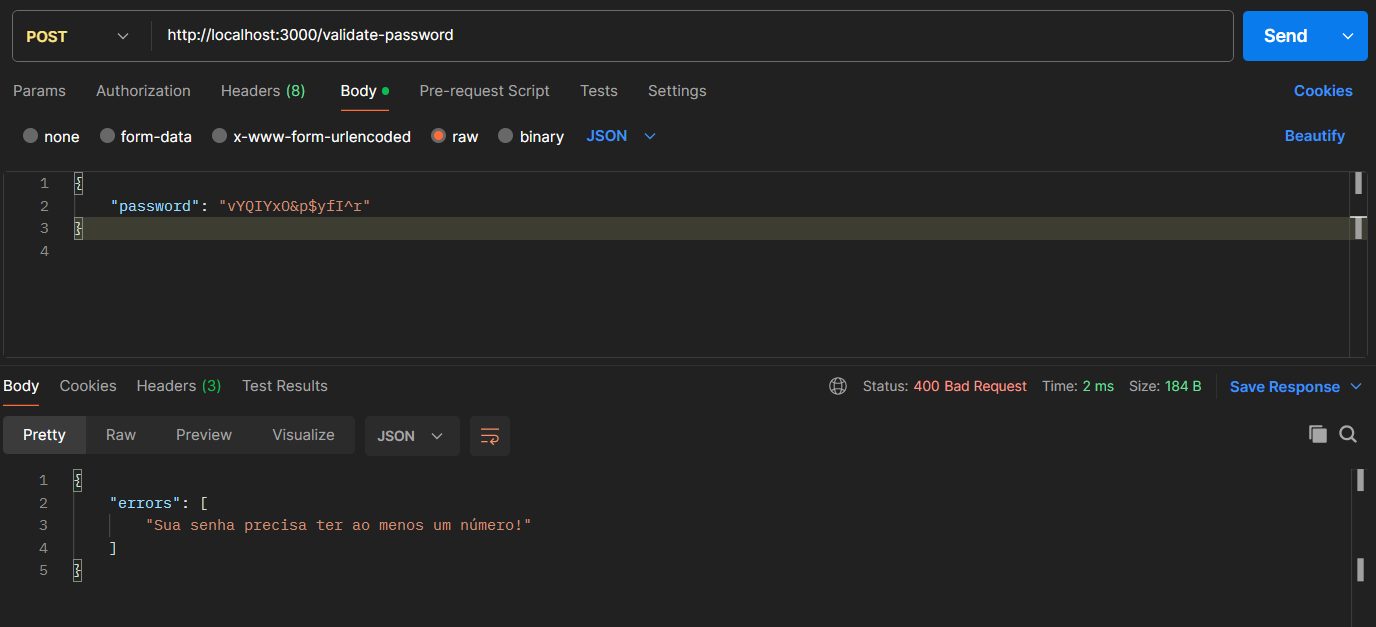 POST http://localhost:3000/validate-password Send
Params Authorization Headers (8) Body Pre-request Script Tests Settings Cookies
none form-data x-www-form-urlencoded raw binary JSON Beautify
1 {
2 "password": "vYQIYxO&p$yfI^r"
3 }
4
Body Cookies Headers (3) Test Results Status: 400 Bad Request Time: 2 ms Size: 184 B Save Response
Pretty Raw Preview Visualize JSON
1 {
2 "errors": [
3 "Sua senha precisa ter ao menos um número!"
4 ]
5 }